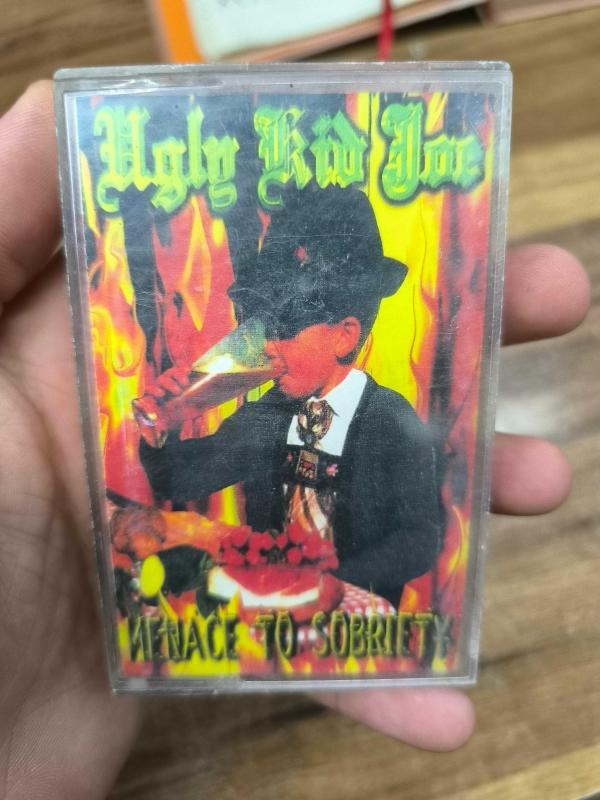 Ugly Kid Joe
MENACE TO SOBRIETY